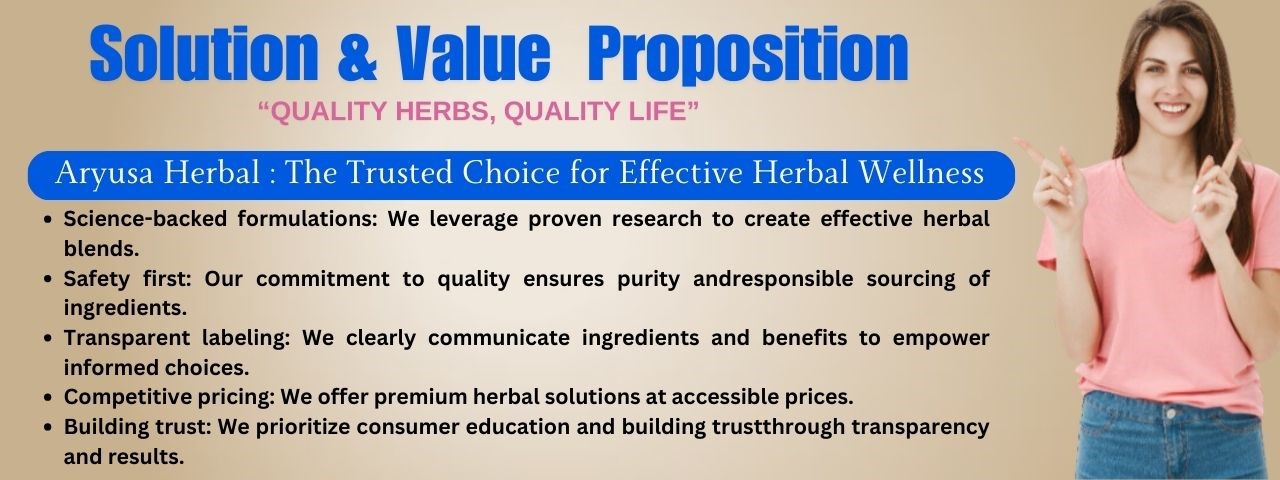 Solution & Value Proposition
“QUALITY HERBS, QUALITY LIFE”
Aryusa Herbal : The Trusted Choice for Effective Herbal Wellness
• Science-backed formulations: We leverage proven research to create effective herbal
blends.
• Safety first: Our commitment to quality ensures purity andresponsible sourcing of
ingredients.
• Transparent labeling: We clearly communicate ingredients and benefits to empower
informed choices.
• Competitive pricing: We offer premium herbal solutions at accessible prices.
• Building trust: We prioritize consumer education and building trustthrough transparency
and results.